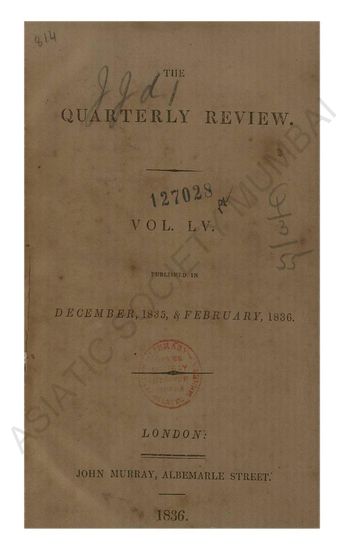 814
THE
QUARTERLY REVIEW.
127028
VOL. LV.
PUBLISHED IN
DECEMBER, 1835, & FEBRUARY, 1836.
LONDON:
JOHN MURRAY, ALBEMARLE STREET.
1836.
ASIATIC SOCIETY MUMBAI